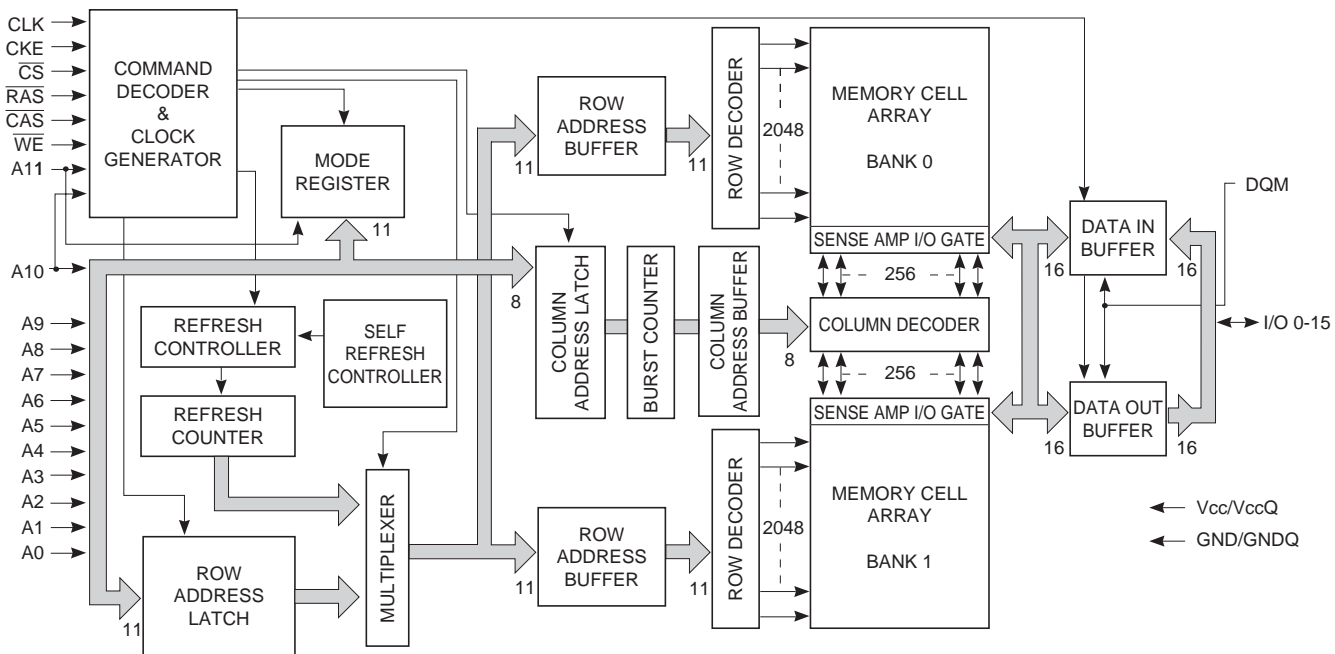 CLK
CKE
CS
RAS
CAS
WE
A11
A10
A9
A8
A7
A6
A5
A4
A3
A2
A1
A0
COMMAND
DECODER
&
CLOCK
GENERATOR
MODE
REGISTER
11
REFRESH
CONTROLLER
SELF
REFRESH
CONTROLLER
REFRESH
COUNTER
ROW
ADDRESS
LATCH
11
MULTIPLEXER
8
COLUMN
ADDRESS LATCH
BURST COUNTER
COLUMN
ADDRESS BUFFER
8
11
ROW
ADDRESS
BUFFER
11
ROW DECODER
2048
MEMORY CELL
ARRAY
BANK 0
SENSE AMP I/O GATE
256
COLUMN DECODER
256
SENSE AMP I/O GATE
MEMORY CELL
ARRAY
BANK 1
11
ROW
ADDRESS
BUFFER
11
ROW DECODER
2048
DQM
16
DATA IN
BUFFER
16
I/O 0-15
16
DATA OUT
BUFFER
16
Vcc/VccQ
GND/GNDQ